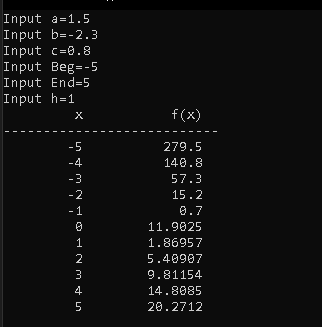 Input a=1.5
Input b=-2.3
Input c=0.8
Input Beg=-5
Input End=5
Input h=1
x f(x)
----------------------------
-5 279.5
-4 140.8
-3 57.3
-2 15.2
-1 0.7
0 11.9025
1 1.86957
2 5.40907
3 9.81154
4 14.8085
5 20.2712